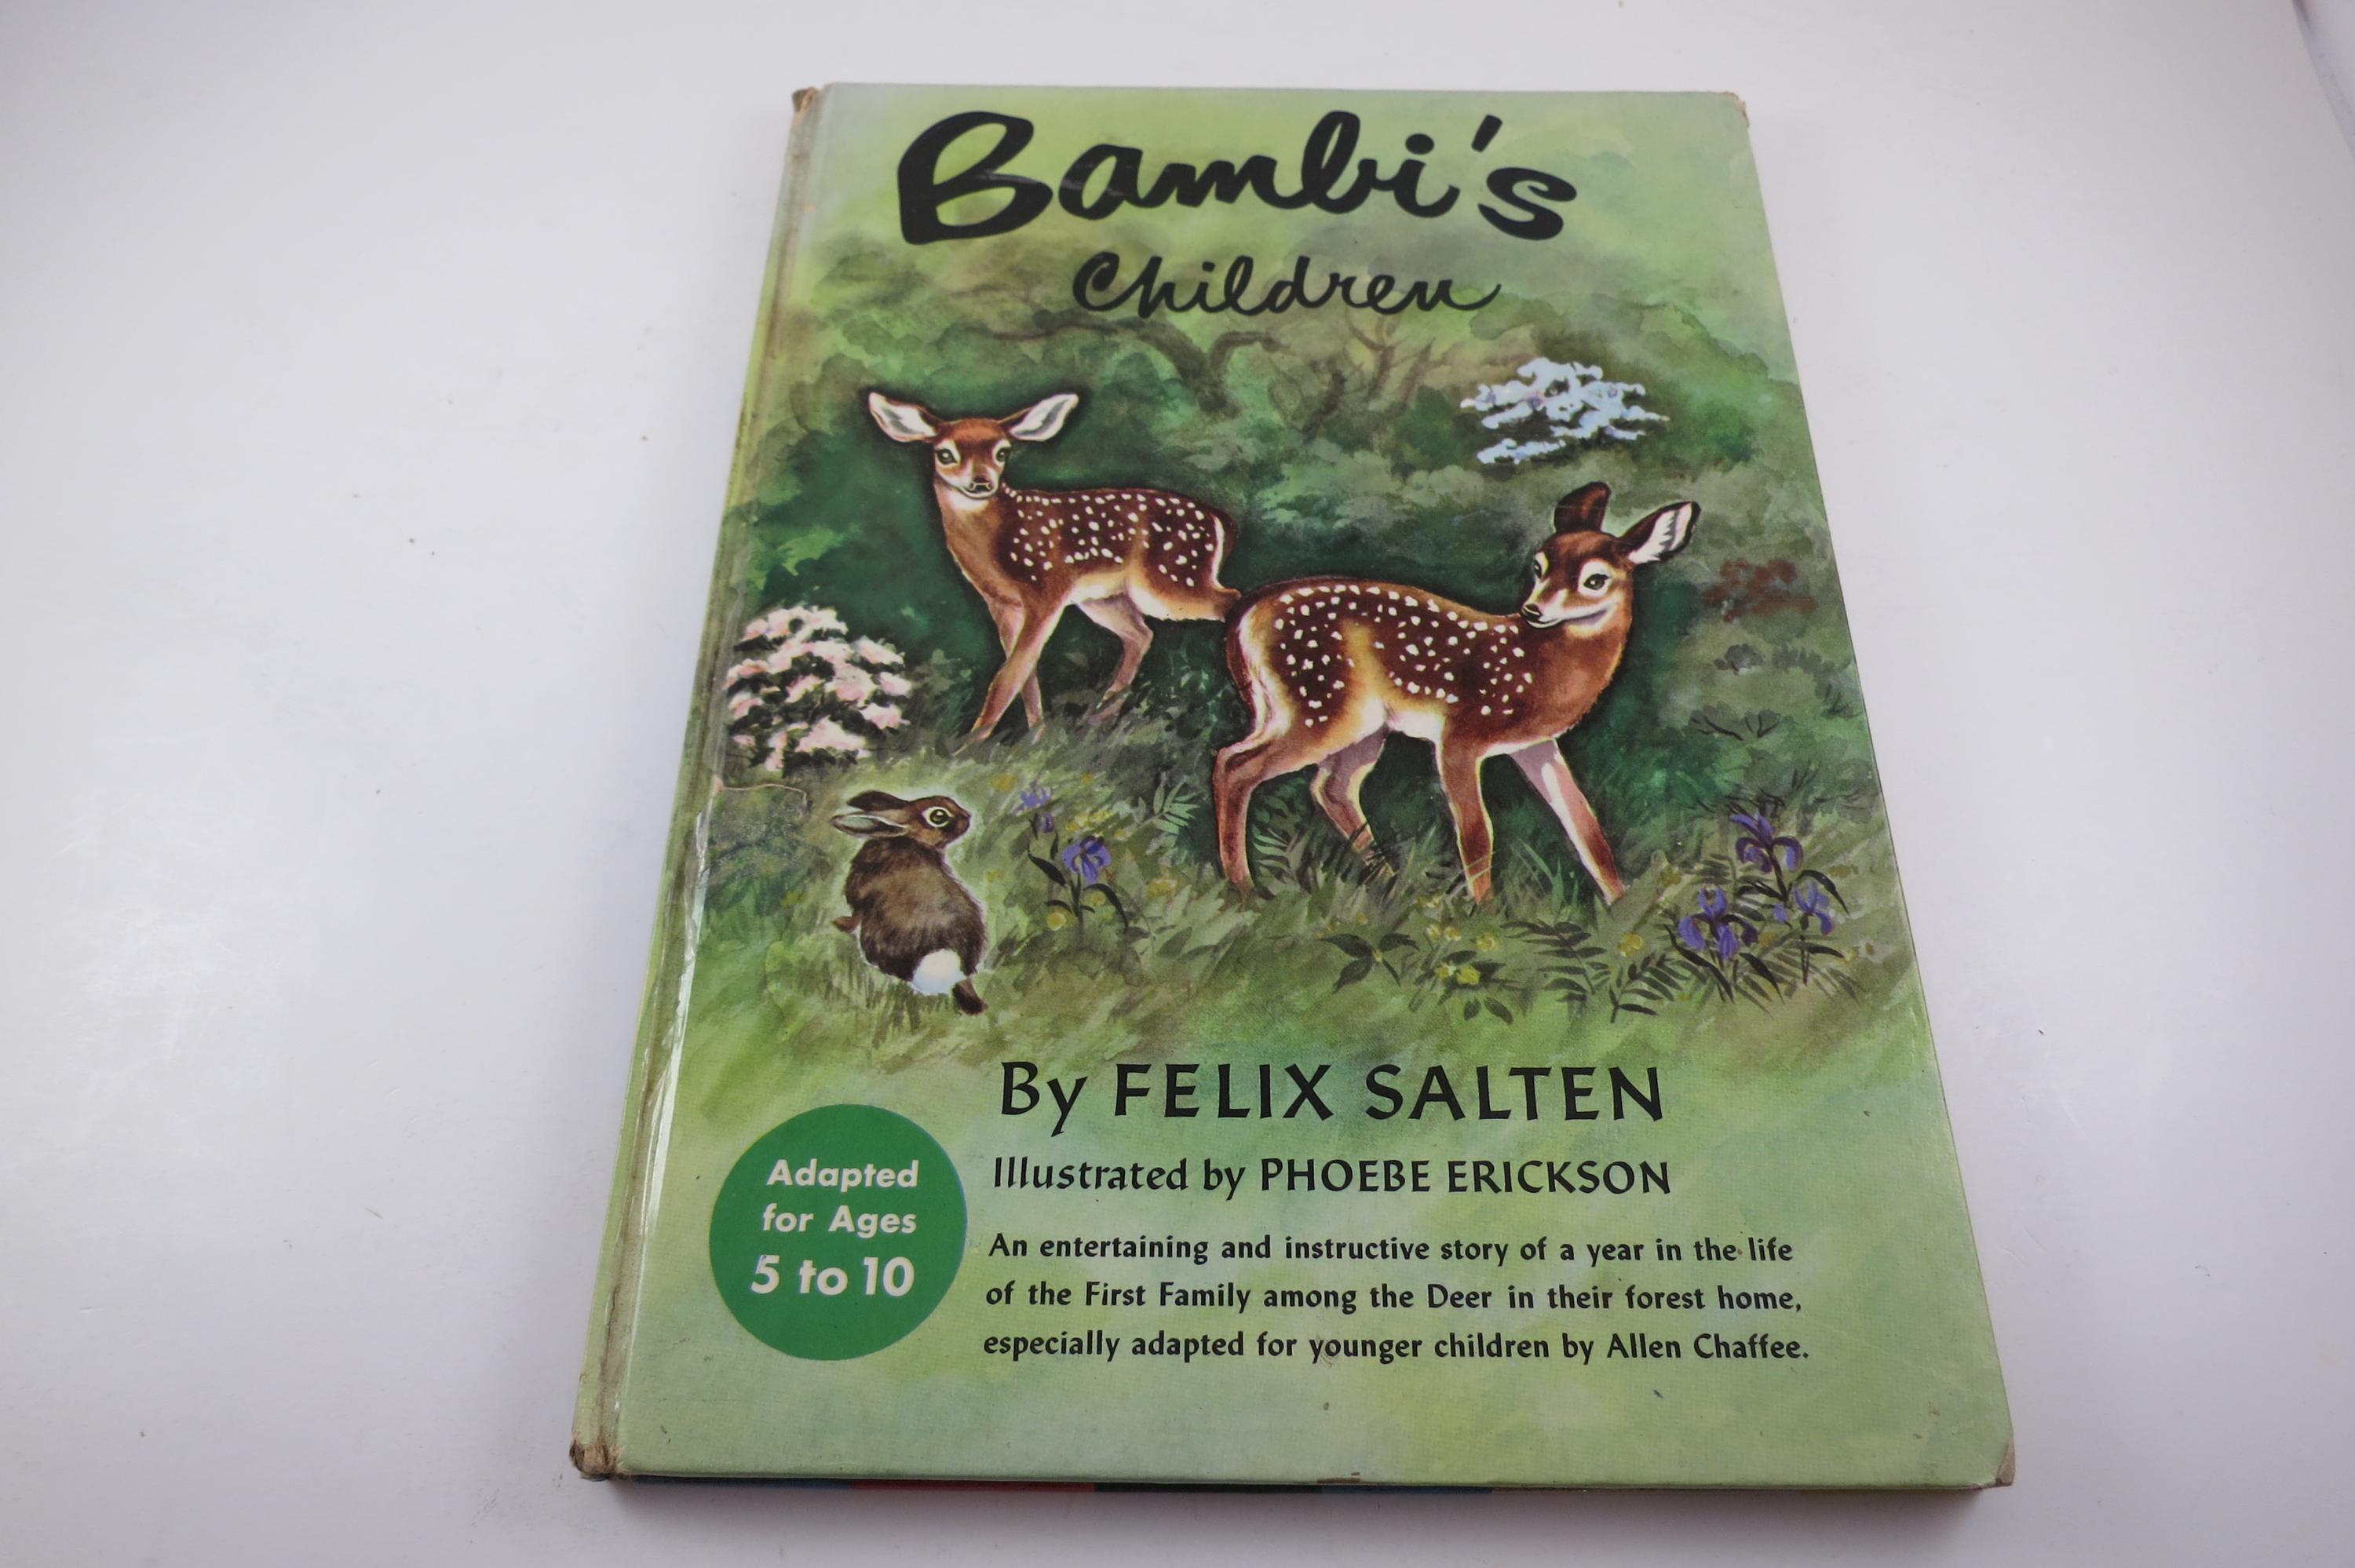 Bambi's
Children
By FELIX SALTEN
Illustrated by PHOEBE ERICKSON
Adapted
for Ages
5 to 10
An entertaining and instructive story of a year in the life
of the First Family among the Deer in their forest home,
especially adapted for younger children by Allen Chaffee.